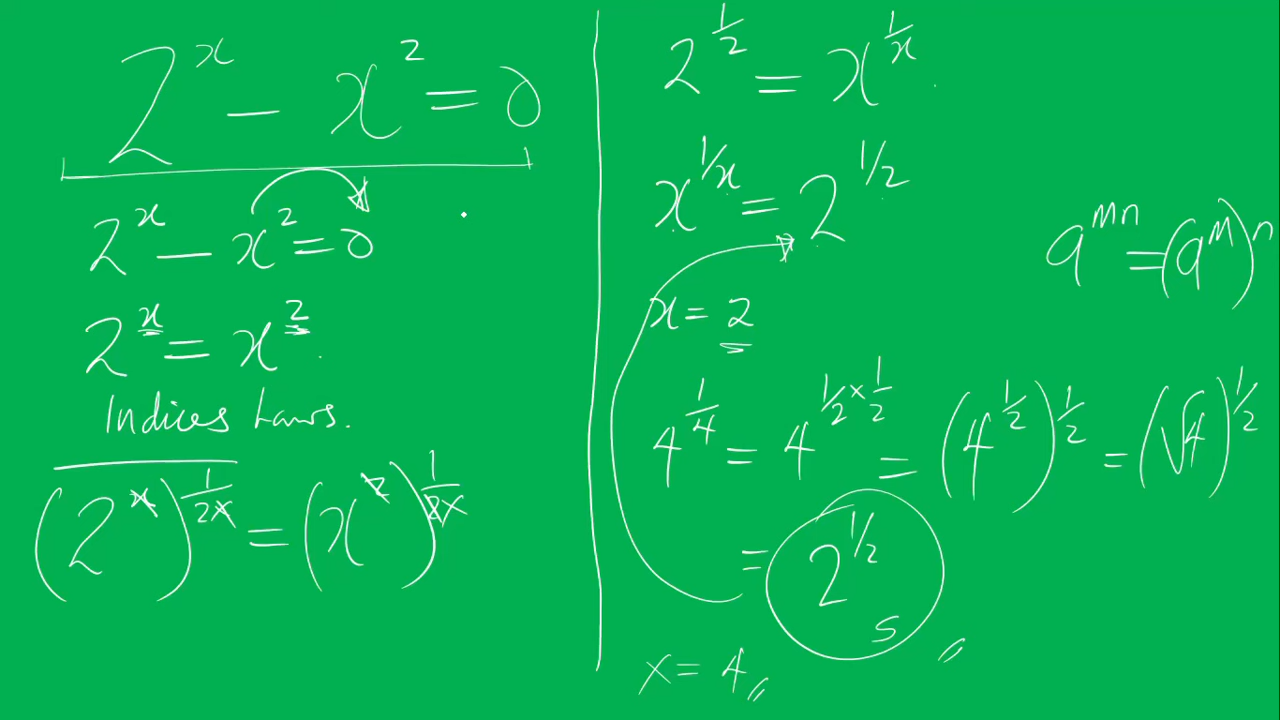 2^x − x^2 = 0
2^x − x^2 = 0
2^x = x^2
Indices Laws.
(2^x)^(1/2x) = (x^2)^(1/2x)
2^(1/2) = x^(1/x)
x^(1/x) = 2^(1/2)
a^(mn) = (a^m)^n
x = 2
4^(1/4) = 4^(1/2 × 1/2) = (4^(1/2))^(1/2) = (√4)^(1/2)
= 2^(1/2)
x = 4